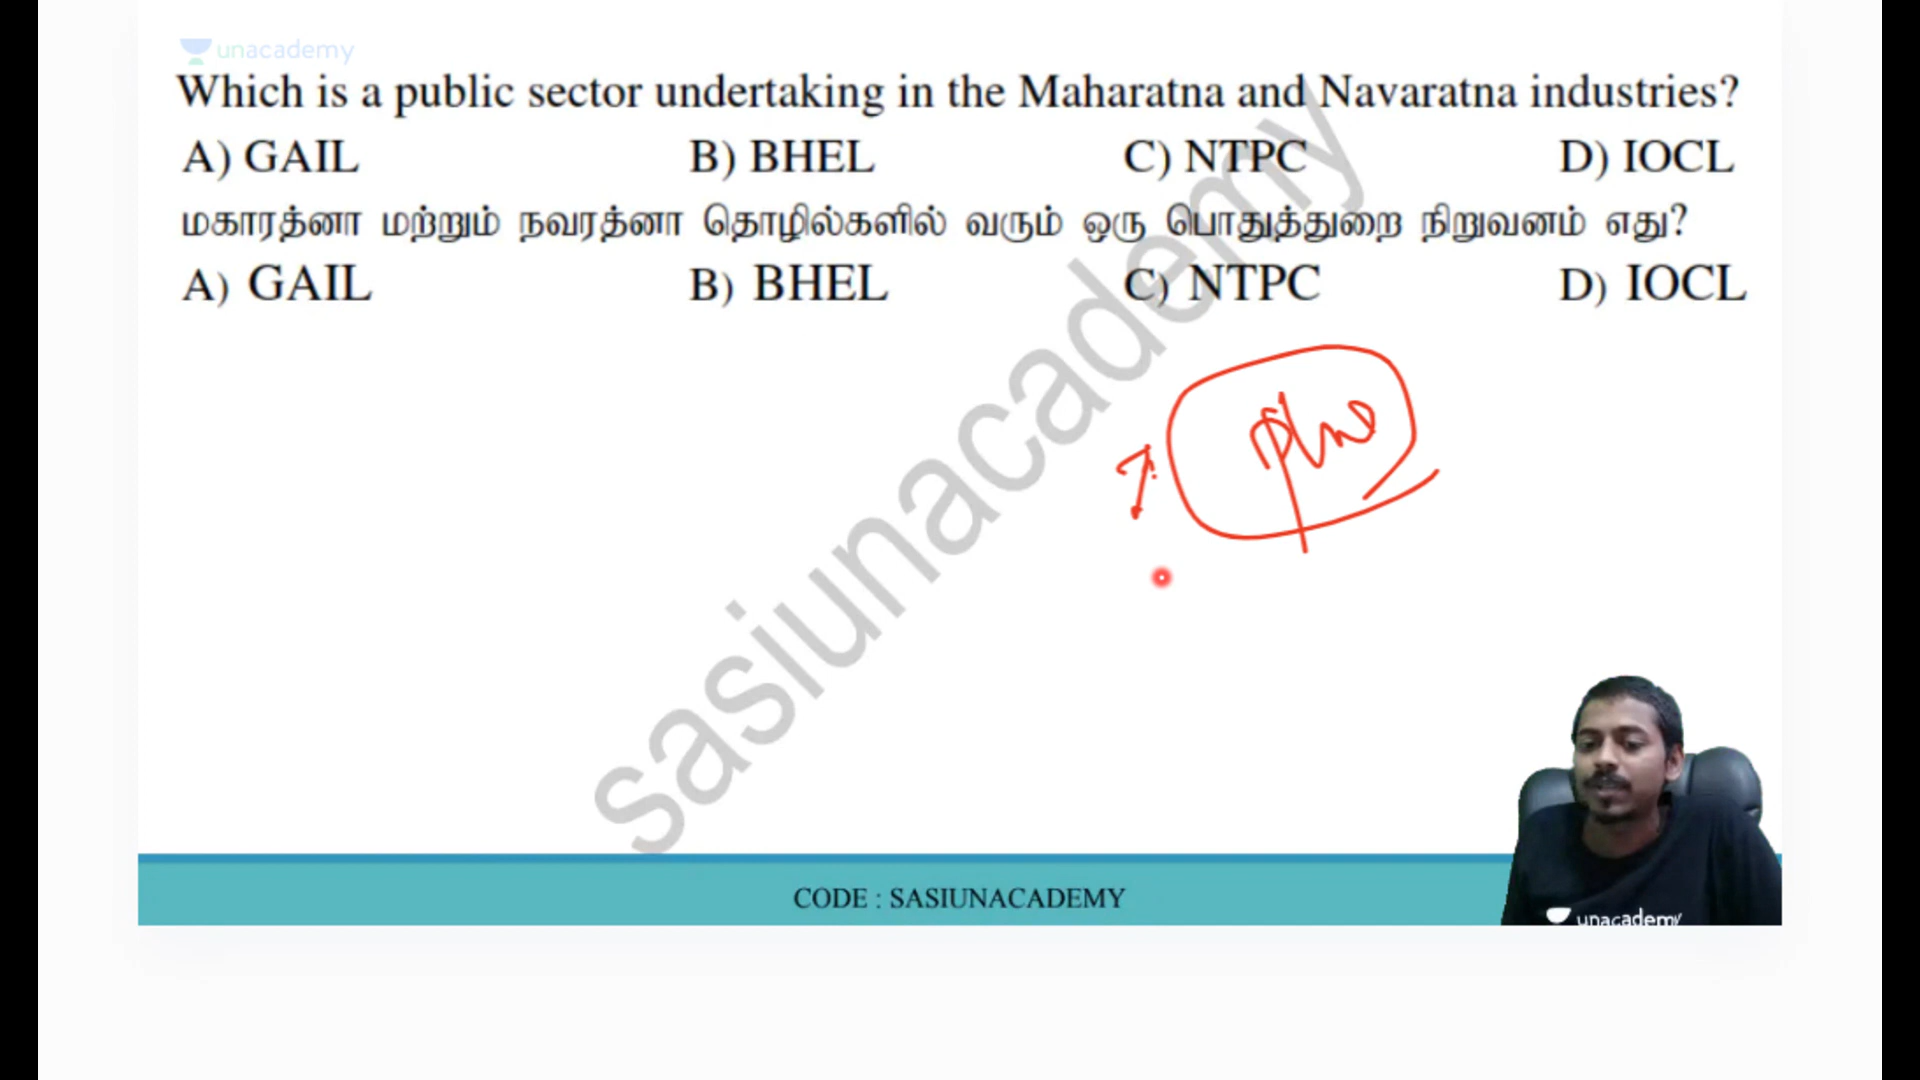 unacademy
Which is a public sector undertaking in the Maharatna and Navaratna industries?
A) GAIL B) BHEL C) NTPC D) IOCL
மகாரத்னா மற்றும் நவரத்னா தொழில்களில் வரும் ஒரு பொதுத்துறை நிறுவனம் எது?
A) GAIL B) BHEL C) NTPC D) IOCL
sasiunacademy
CODE : SASIUNACADEMY
unacademy